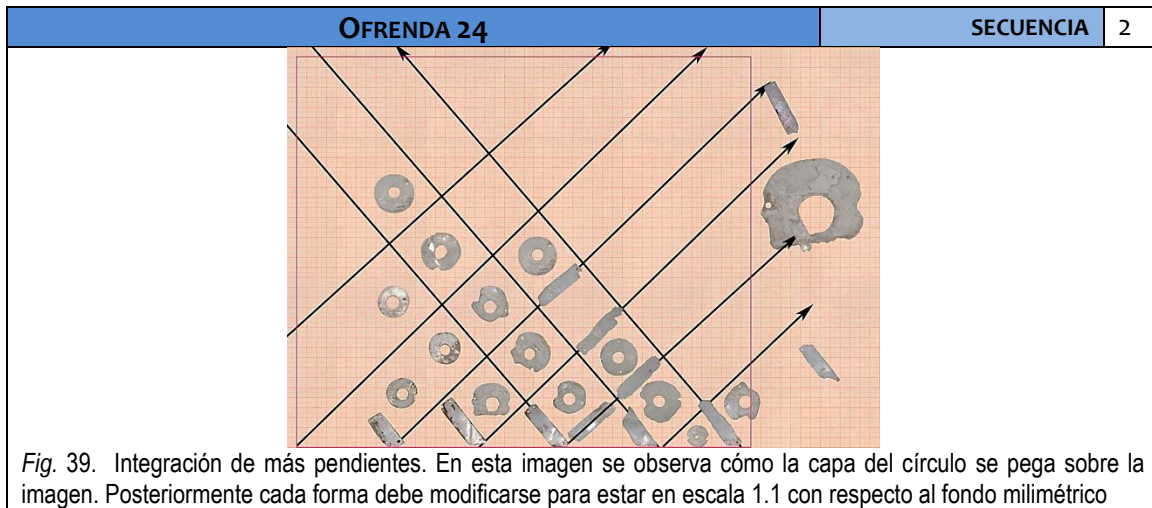 OFRENDA 24
SECUENCIA 2
Fig. 39. Integración de más pendientes. En esta imagen se observa cómo la capa del círculo se pega sobre la
imagen. Posteriormente cada forma debe modificarse para estar en escala 1.1 con respecto al fondo milimétrico